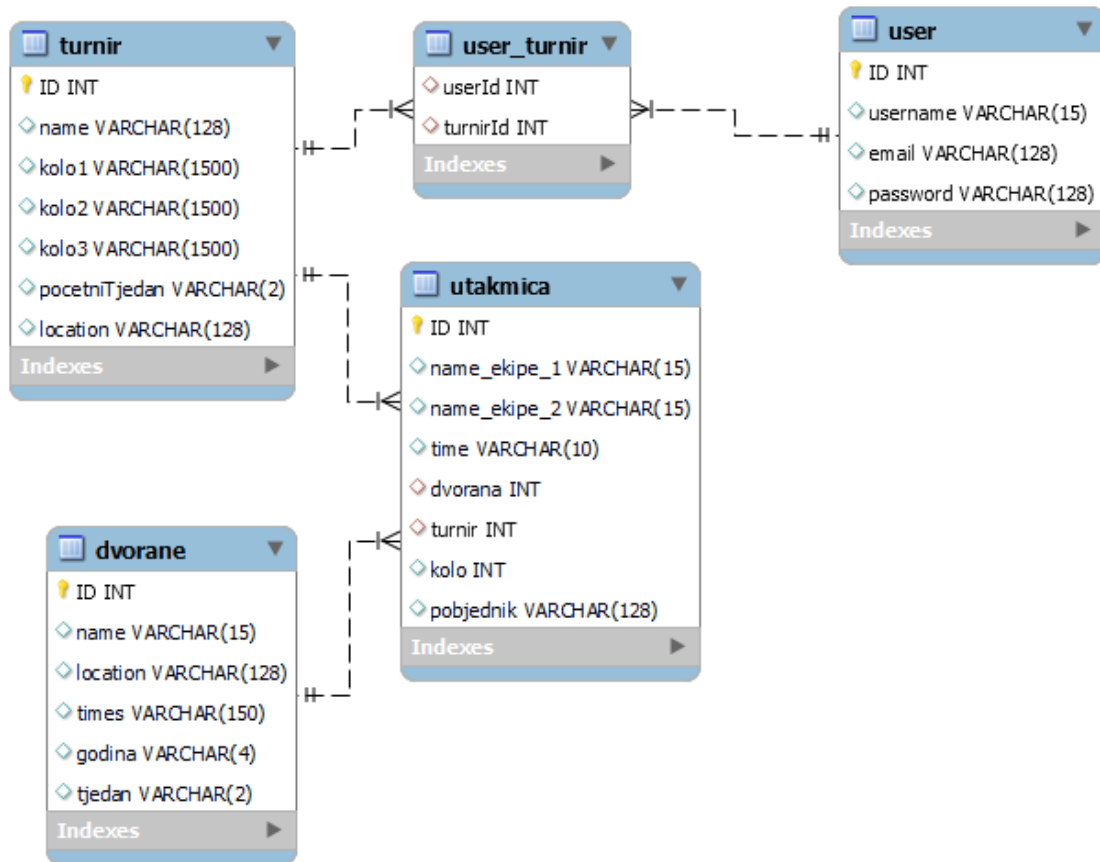 turnir
ID INT
name VARCHAR(128)
kolo1 VARCHAR(1500)
kolo2 VARCHAR(1500)
kolo3 VARCHAR(1500)
pocetniTjedan VARCHAR(2)
location VARCHAR(128)
Indexes
user_turnir
userId INT
turnirId INT
Indexes
user
ID INT
username VARCHAR(15)
email VARCHAR(128)
password VARCHAR(128)
Indexes
utakmica
ID INT
name_ekipe_1 VARCHAR(15)
name_ekipe_2 VARCHAR(15)
time VARCHAR(10)
dvorana INT
turnir INT
kolo INT
pobjednik VARCHAR(128)
Indexes
dvorane
ID INT
name VARCHAR(15)
location VARCHAR(128)
times VARCHAR(150)
godina VARCHAR(4)
tjedan VARCHAR(2)
Indexes